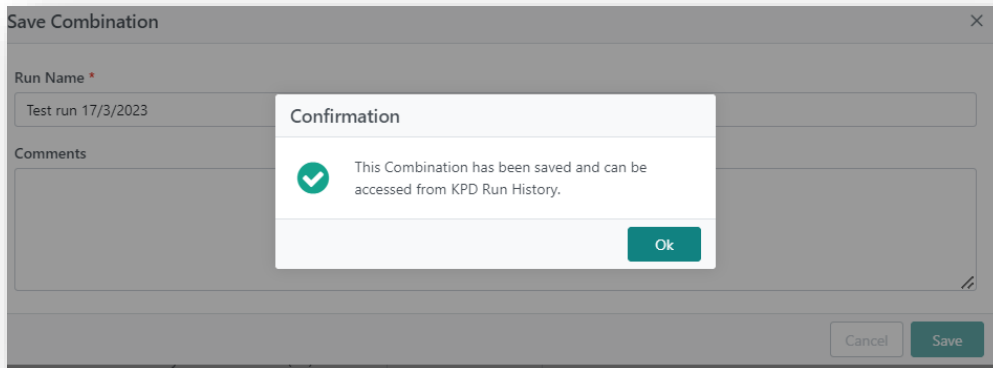 Save Combination
Run Name *
Test run 17/3/2023
Comments
Confirmation
This Combination has been saved and can be
accessed from KPD Run History.
Ok
Cancel
Save